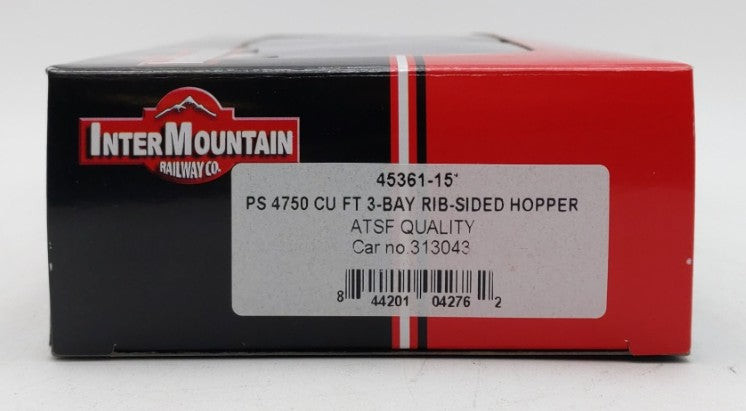 INTERMOUNTAIN
RAILWAY CO.
45361-15*
PS 4750 CU FT 3-BAY RIB-SIDED HOPPER
ATSF QUALITY
Car no.313043
8 44201 04276 2